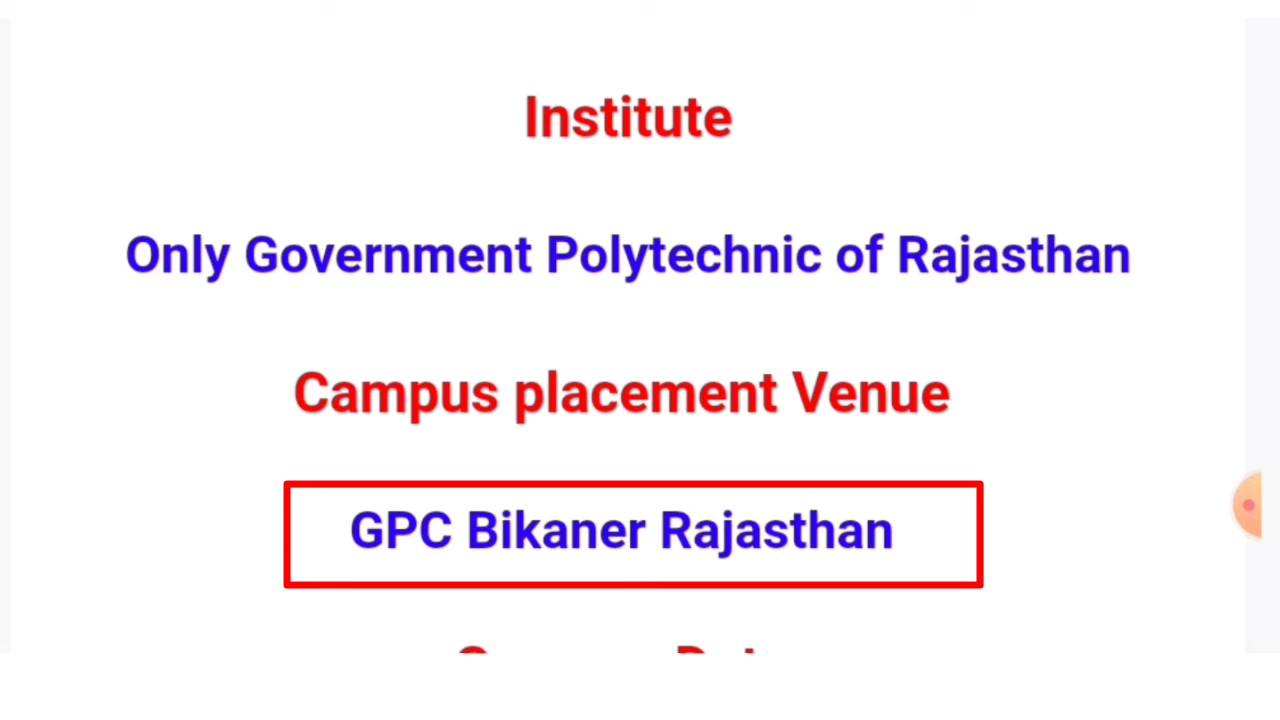 Institute
Only Government Polytechnic of Rajasthan
Campus placement Venue
GPC Bikaner Rajasthan